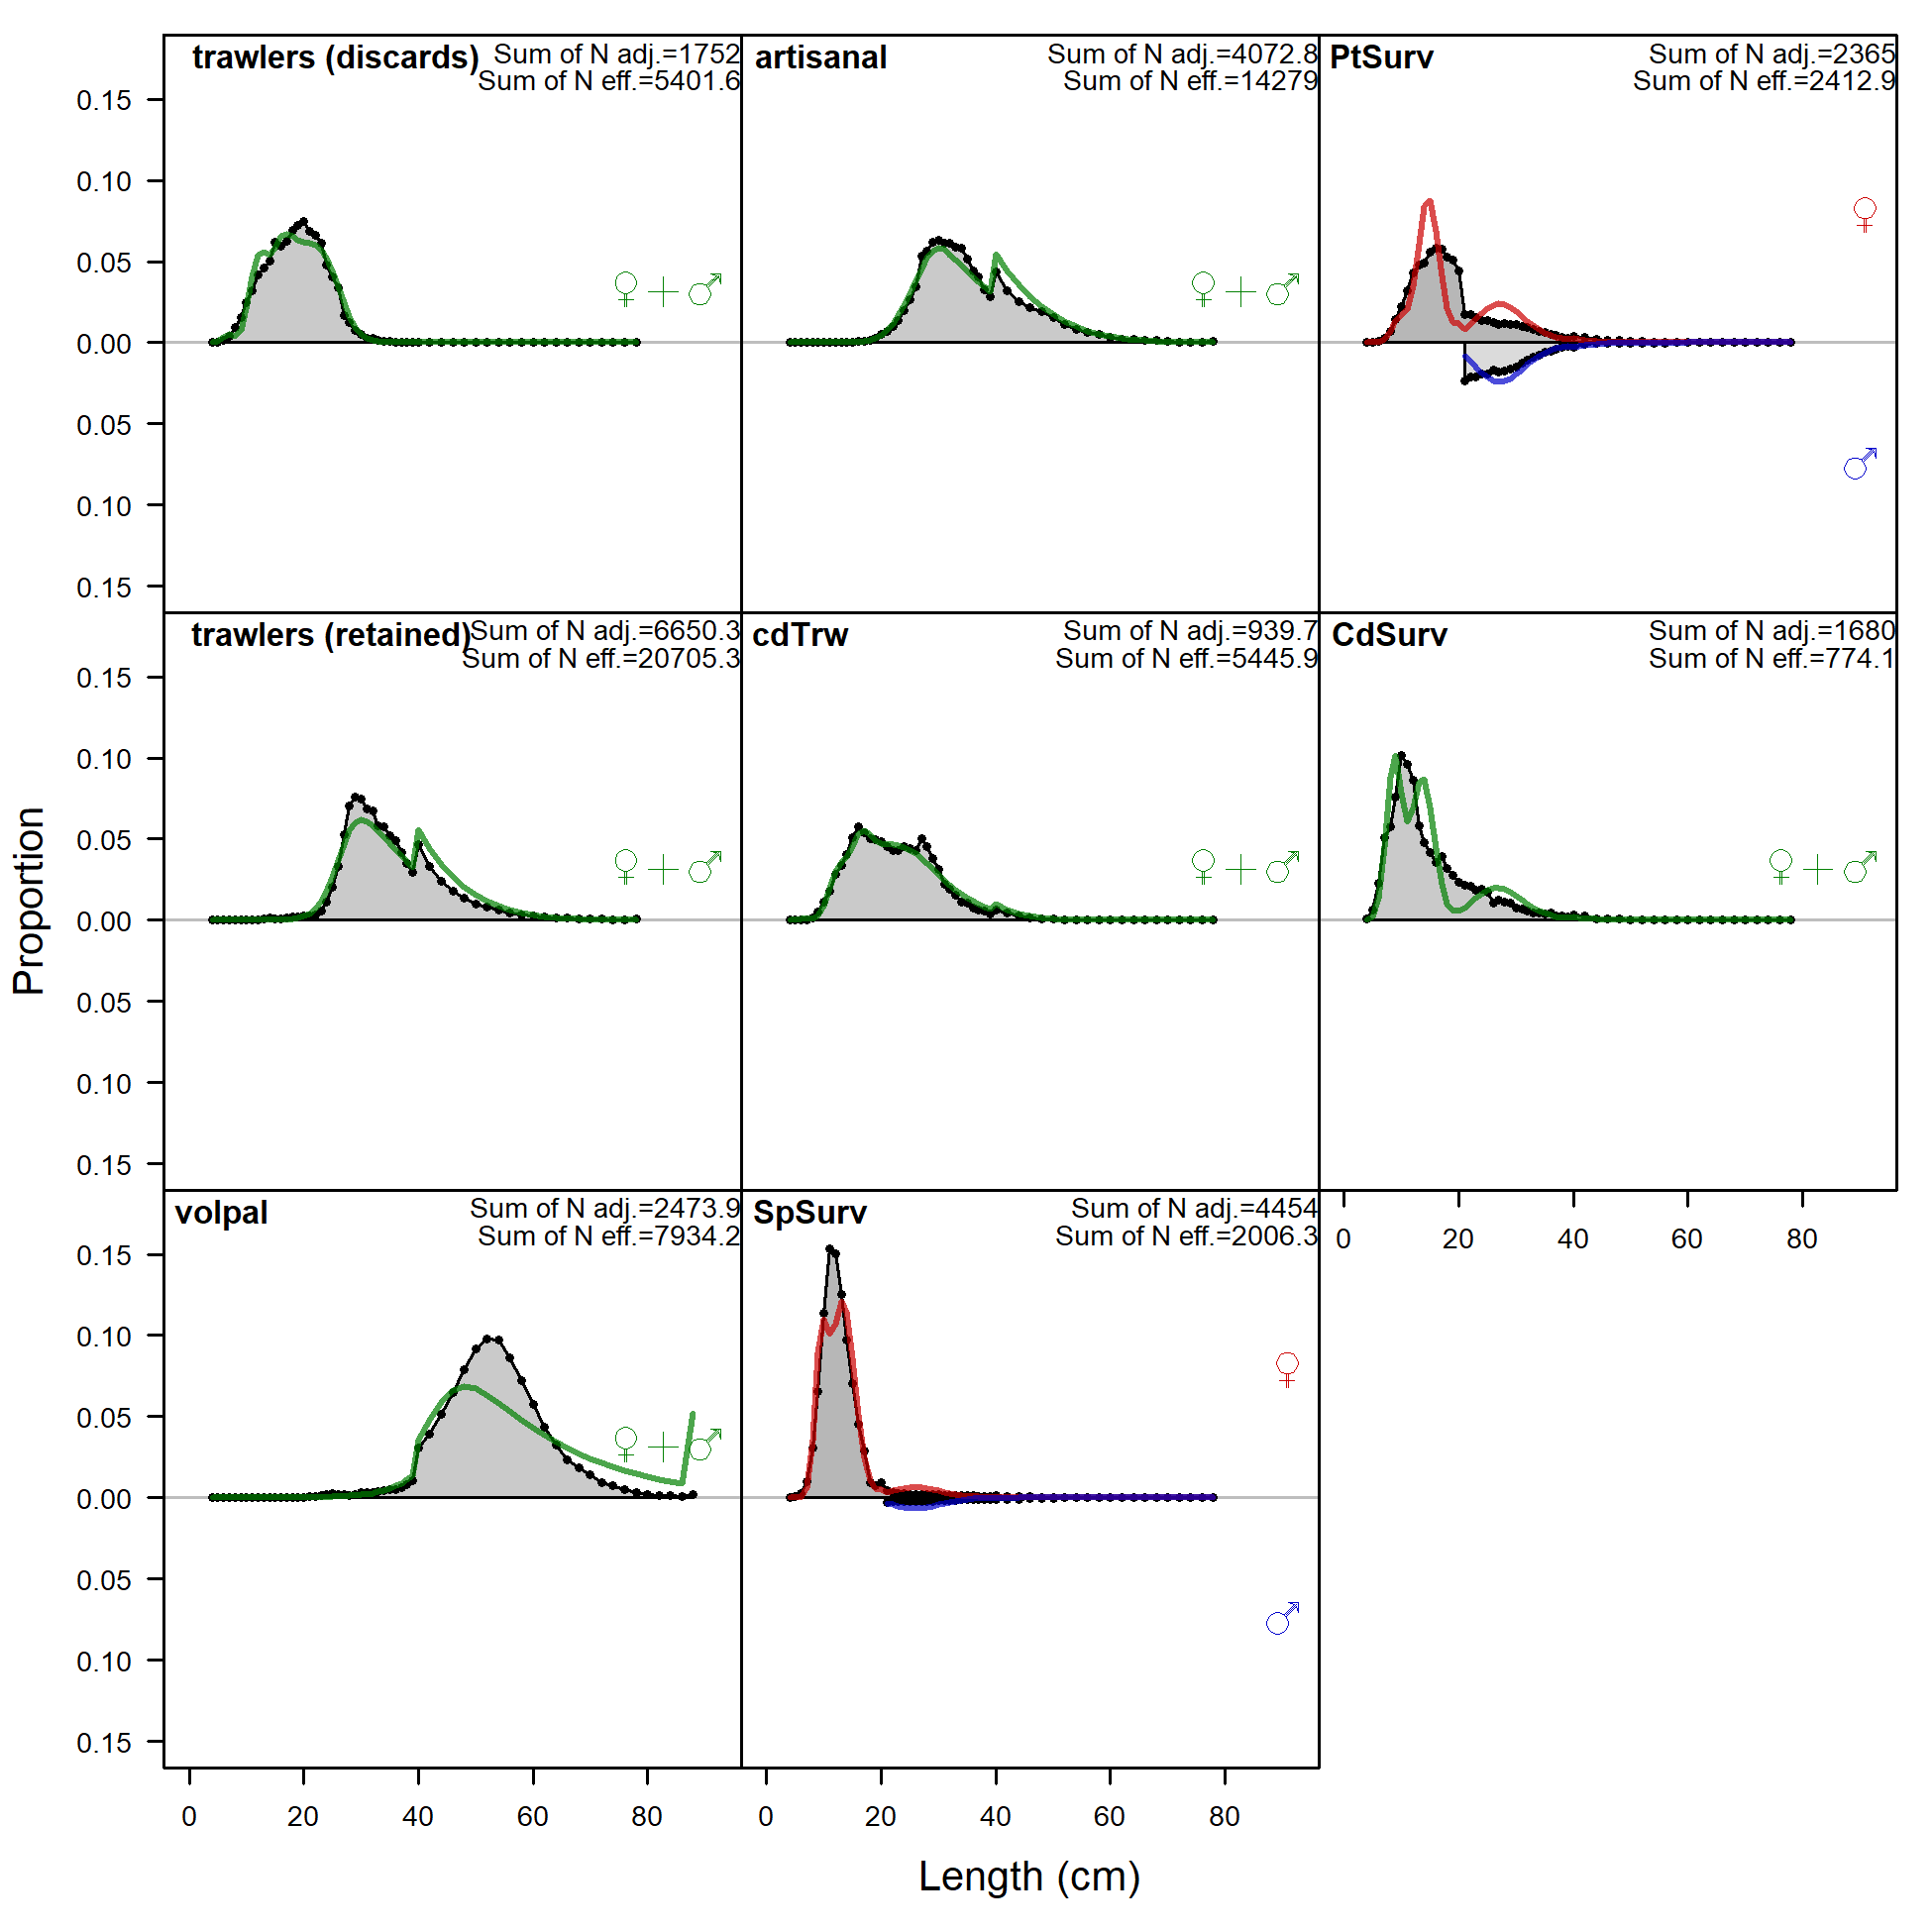 trawlers (discards)
Sum of N adj.=1752
Sum of N eff.=5401.6
artisanal
Sum of N adj.=4072.8
Sum of N eff.=14279
PtSurv
Sum of N adj.=2365
Sum of N eff.=2412.9
0.15
0.10
0.05
0.00
0.05
0.10
0.15
♀+♂
♀+♂
♀
♂
trawlers (retained)
Sum of N adj.=6650.3
Sum of N eff.=20705.3
cdTrw
Sum of N adj.=939.7
Sum of N eff.=5445.9
CdSurv
Sum of N adj.=1680
Sum of N eff.=774.1
0.15
0.10
0.05
0.00
0.05
0.10
0.15
♀+♂
♀+♂
♀+♂
0 20 40 60 80
volpal
Sum of N adj.=2473.9
Sum of N eff.=7934.2
SpSurv
Sum of N adj.=4454
Sum of N eff.=2006.3
0.15
0.10
0.05
0.00
0.05
0.10
0.15
♀+♂
♀
♂
0 20 40 60 80
0 20 40 60 80
Proportion
Length (cm)